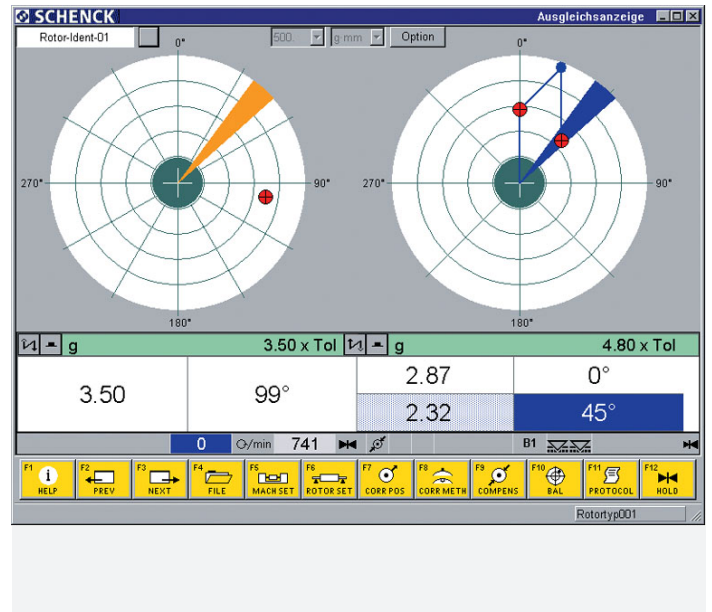 SCHENCK Ausgleichsanzeige
Rotor-Ident-01 500 g mm Option
0° 0°
270° 90° 270° 90°
180° 180°
g 3.50 x Tol g 4.80 x Tol
3.50 99° 2.87 0°
2.32 45°
0 /min 741 B1
F1 F2 F3 F4 F5 F6 F7 F8 F9 F10 F11 F12
i
HELP PREV NEXT FILE MACH SET ROTOR SET CORR POS CORR METH COMPENS BAL PROTOCOL HOLD
Rotortyp001